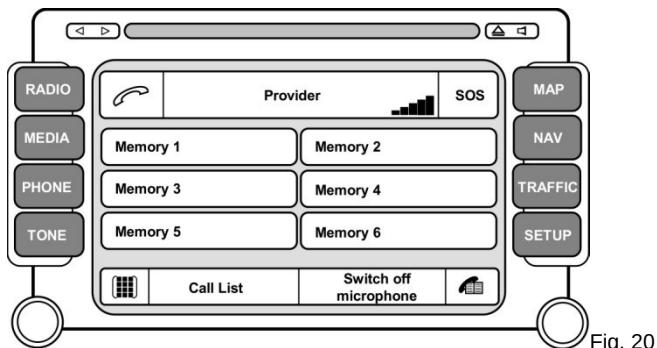 RADIO
MEDIA
PHONE
TONE
Provider
SOS
Memory 1
Memory 2
Memory 3
Memory 4
Memory 5
Memory 6
Call List
Switch off
microphone
MAP
NAV
TRAFFIC
SETUP
Fig. 20